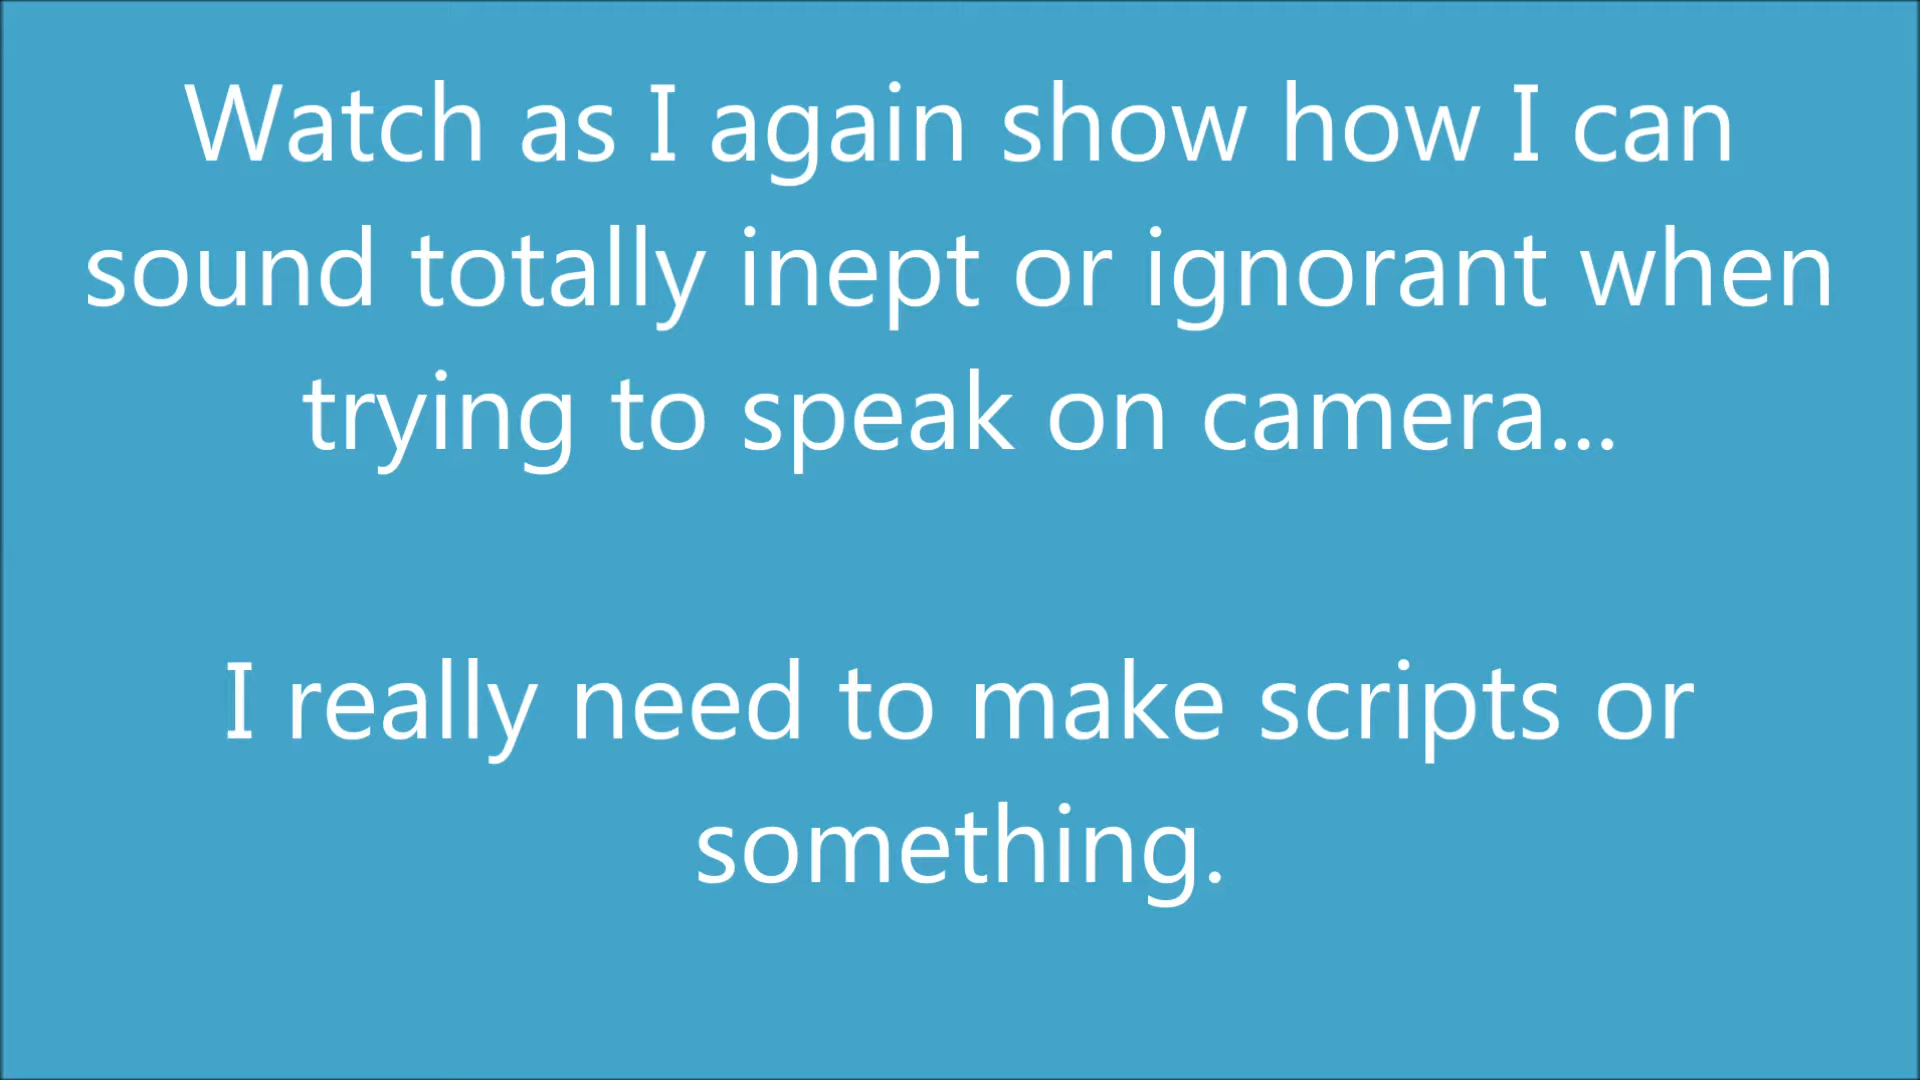 Watch as I again show how I can
sound totally inept or ignorant when
trying to speak on camera...
I really need to make scripts or
something.